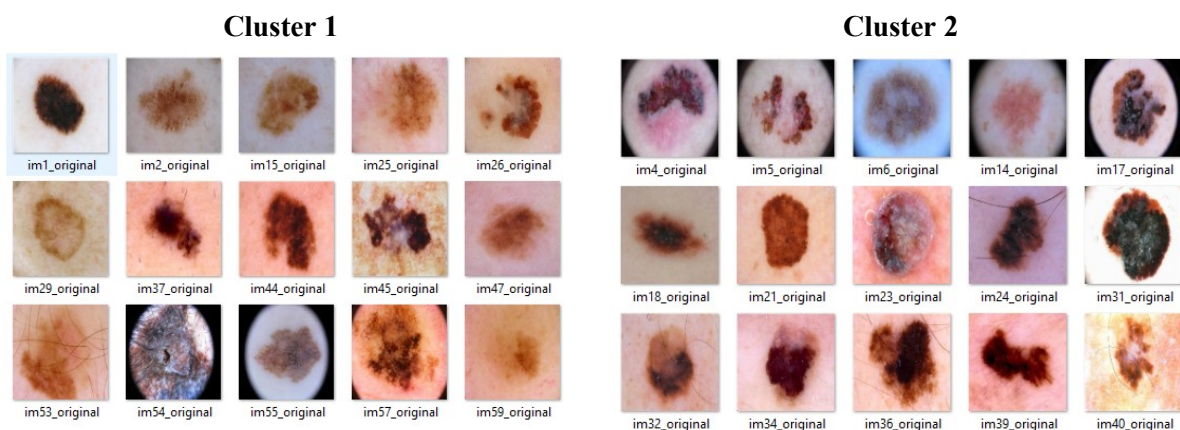 Cluster 1
im1_original im2_original im15_original im25_original im26_original
im29_original im37_original im44_original im45_original im47_original
im53_original im54_original im55_original im57_original im59_original
Cluster 2
im4_original im5_original im6_original im14_original im17_original
im18_original im21_original im23_original im24_original im31_original
im32_original im34_original im36_original im39_original im40_original